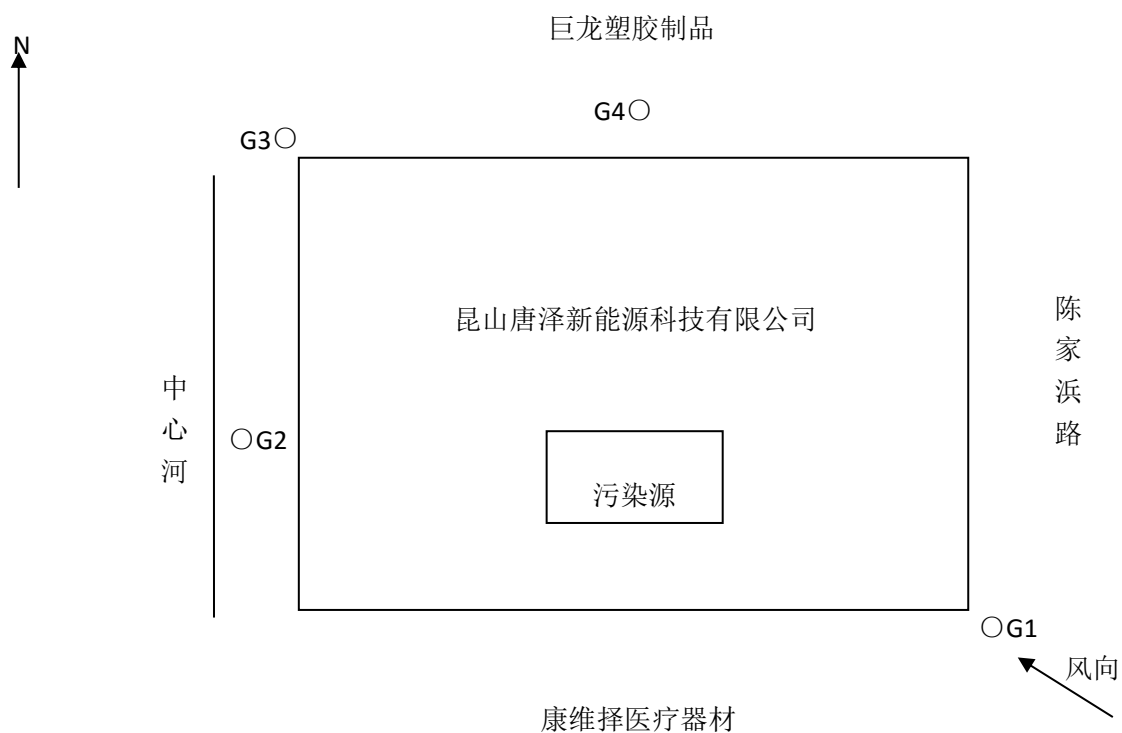 巨龙塑胶制品
N
G4○
G3○
昆山唐泽新能源科技有限公司
陈家浜路
中心河
○G2
污染源
○G1
风向
康维择医疗器材